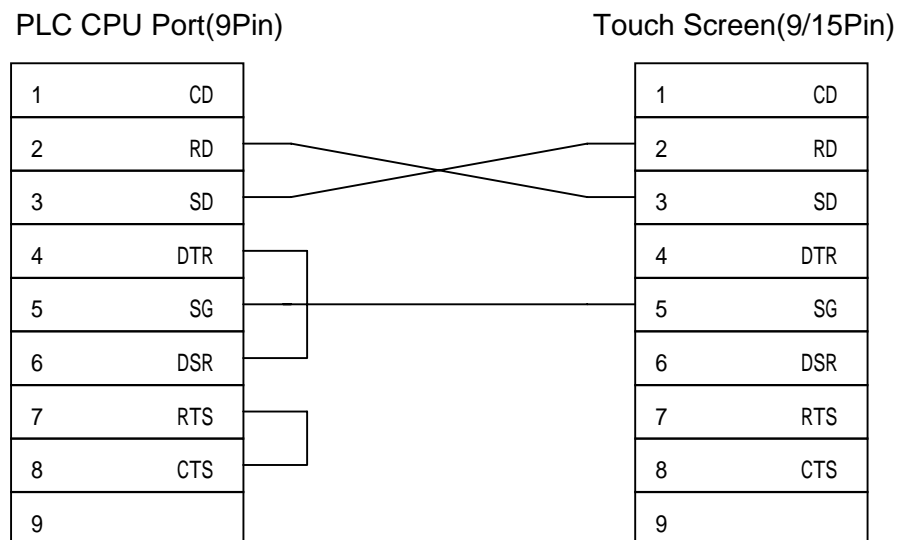 PLC CPU Port(9Pin) Touch Screen(9/15Pin)
1 CD 1 CD
2 RD 2 RD
3 SD 3 SD
4 DTR 4 DTR
5 SG 5 SG
6 DSR 6 DSR
7 RTS 7 RTS
8 CTS 8 CTS
9 9